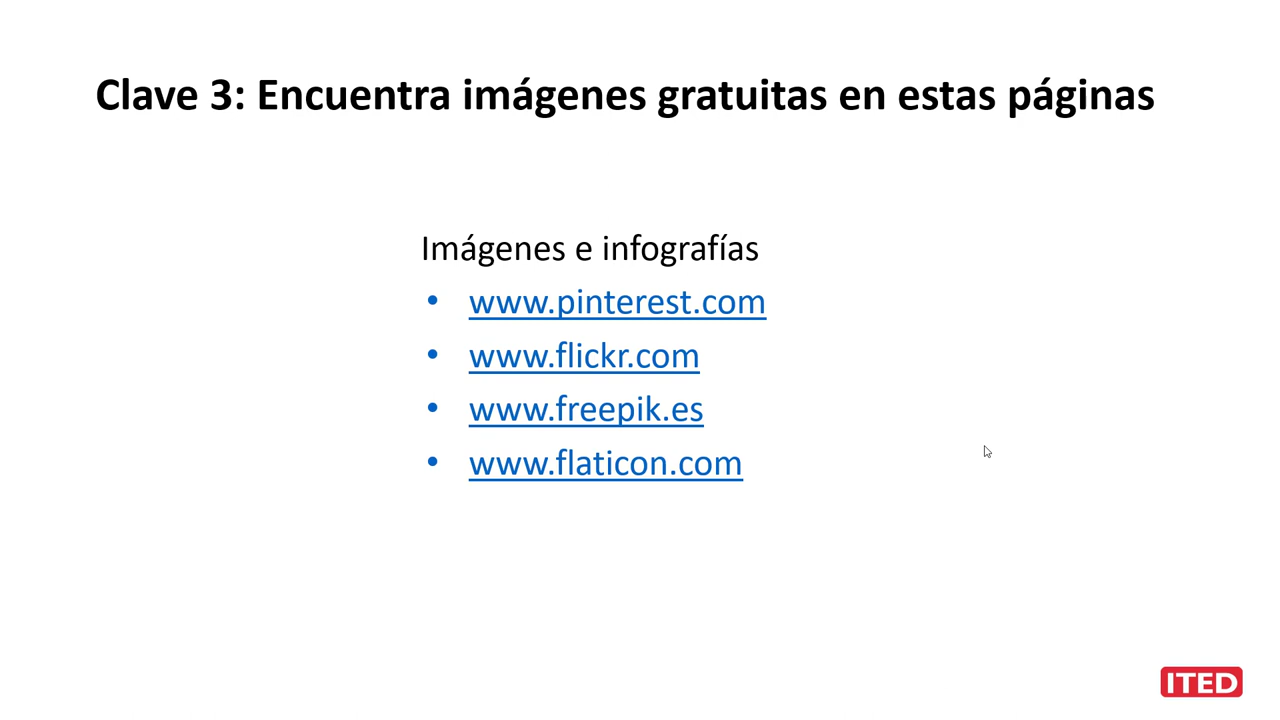 Clave 3: Encuentra imágenes gratuitas en estas páginas
Imágenes e infografías
• www.pinterest.com
• www.flickr.com
• www.freepik.es
• www.flaticon.com
ITED